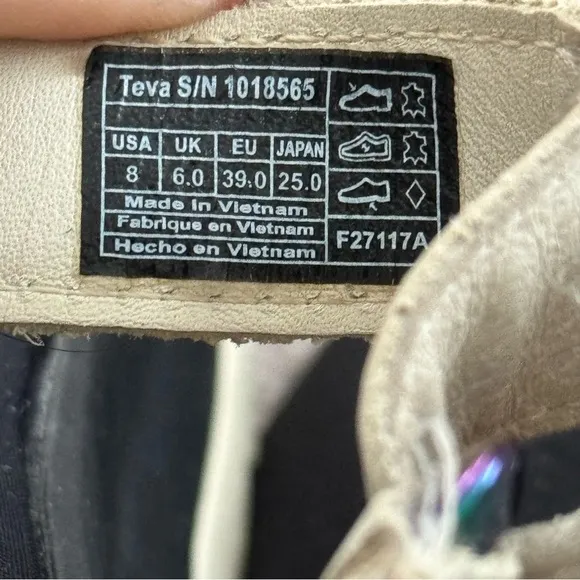 Teva S/N 1018565
USA UK EU JAPAN
8 6.0 39.0 25.0
Made in Vietnam
Fabrique en Vietnam
Hecho en Vietnam
F27117A